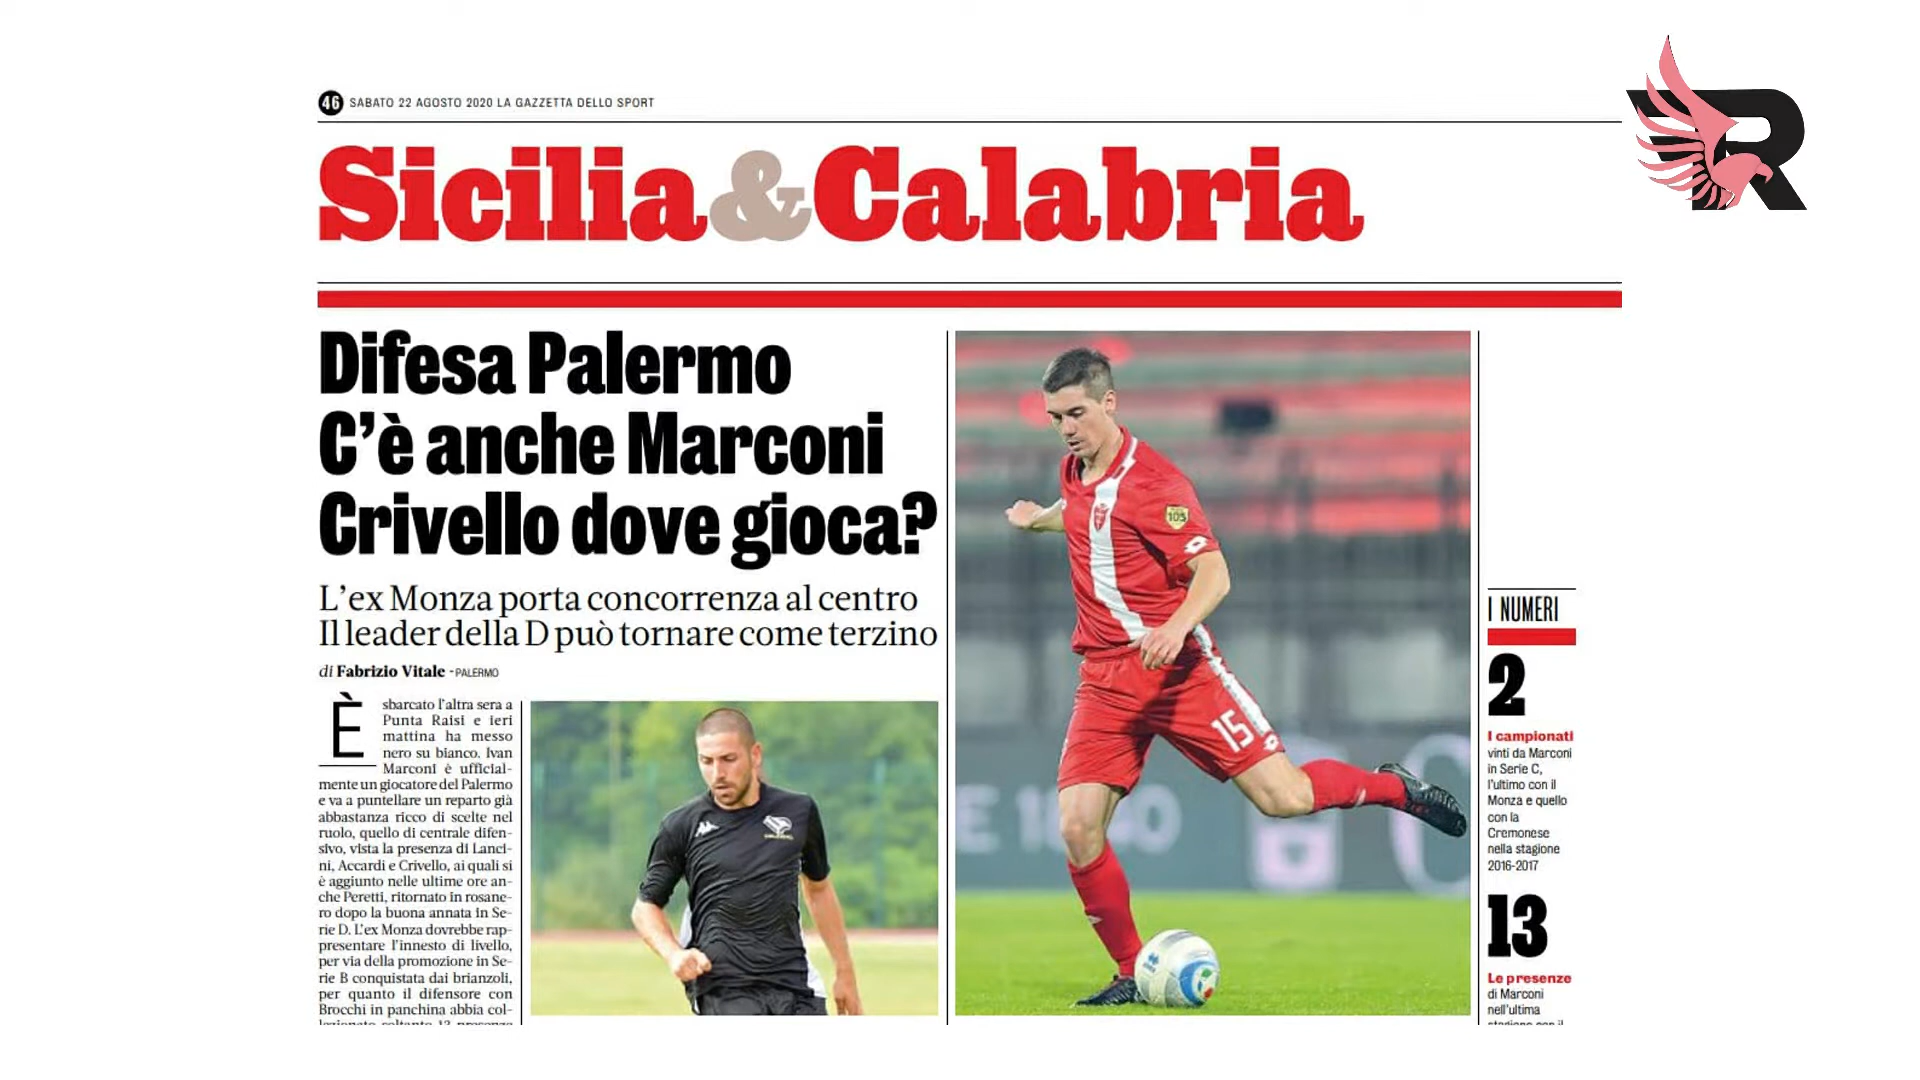 46 SABATO 22 AGOSTO 2020 LA GAZZETTA DELLO SPORT
R
Sicilia&Calabria
Difesa Palermo
C'è anche Marconi
Crivello dove gioca?
L'ex Monza porta concorrenza al centro
Il leader della D può tornare come terzino
di Fabrizio Vitale - PALERMO
È sbarcato l'altra sera a
Punta Raisi e ieri
mattina ha messo
nero su bianco. Ivan
Marconi è ufficial-
mente un giocatore del Palermo
e va a puntellare un reparto già
abbastanza ricco di scelte nel
ruolo, quello di centrale difen-
sivo, vista la presenza di Lanci-
ni, Accardi e Crivello, ai quali si
è aggiunto nelle ultime ore an-
che Peretti, ritornato in rosane-
ro dopo la buona annata in Se-
rie D. L'ex Monza dovrebbe rap-
presentare l'innesto di livello,
per via della promozione in Se-
rie B conquistata dai brianzoli,
per quanto il difensore con
Brocchi in panchina abbia col-
lezionato soltanto 13 presenze
105
15
I NUMERI
2
I campionati
vinti da Marconi
in Serie C,
l'ultimo con il
Monza e quello
con la
Cremonese
nella stagione
2016-2017
13
Le presenze
di Marconi
nell'ultima
stagione con il